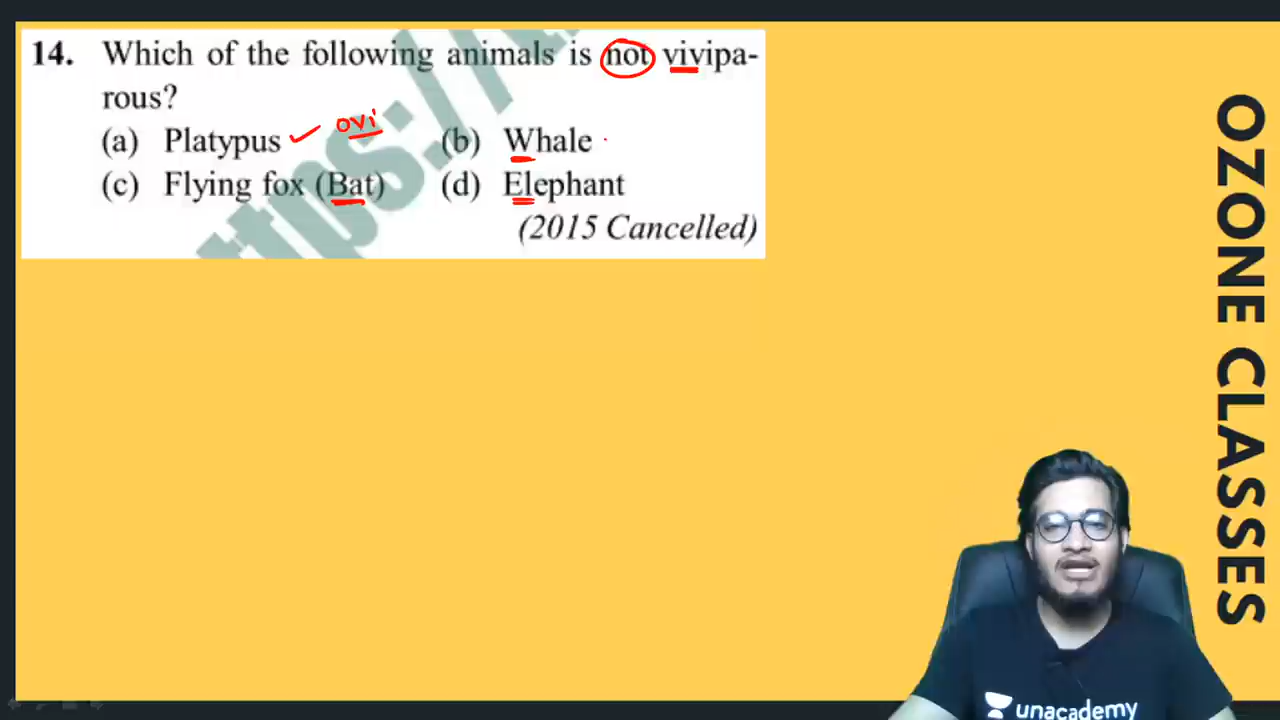 14. Which of the following animals is not vivipa-
rous?
(a) Platypus ✓ ovi (b) Whale
(c) Flying fox (Bat) (d) Elephant
(2015 Cancelled)
OZONE CLASSES
unacademy